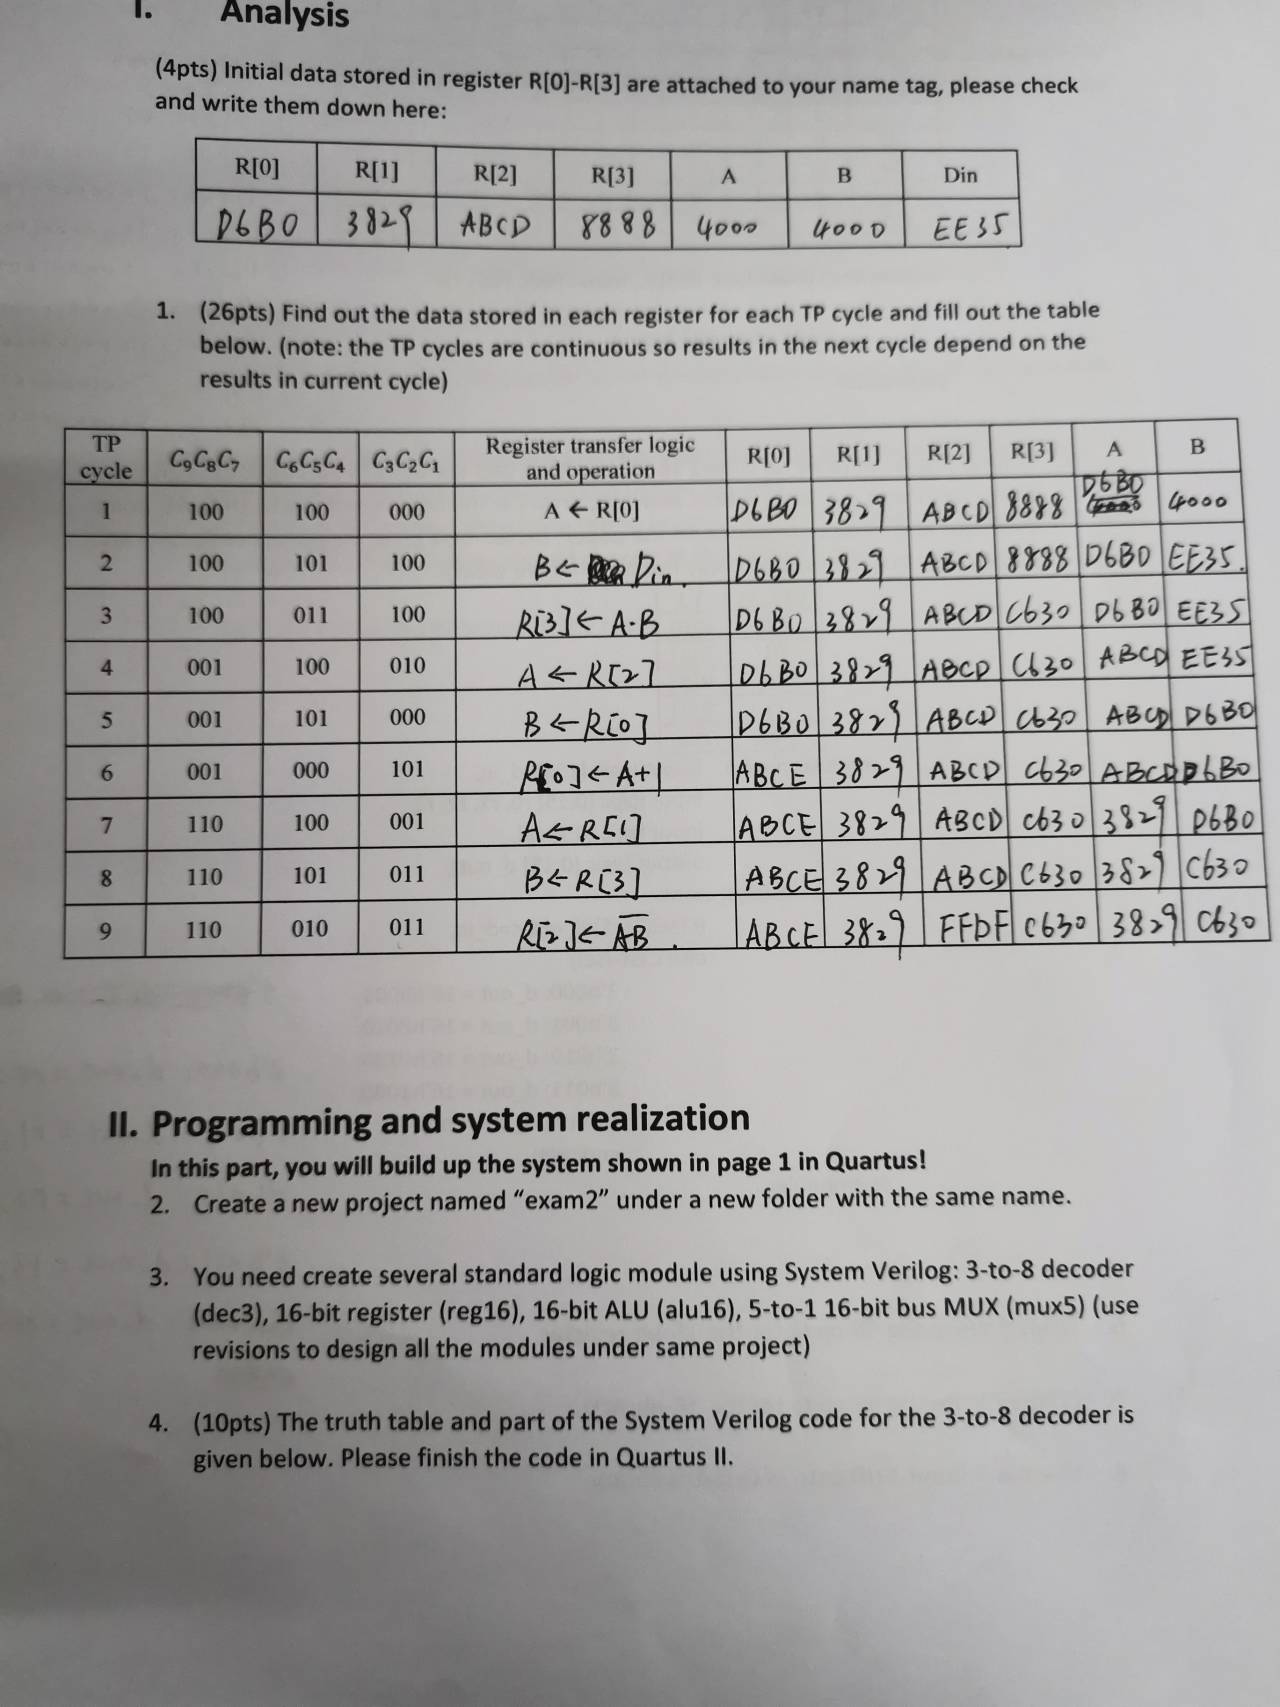 I. Analysis
(4pts) Initial data stored in register R[0]-R[3] are attached to your name tag, please check
and write them down here:
R[0] R[1] R[2] R[3] A B Din
D6B0 3829 ABCD 8888 4000 4000 EE35
1. (26pts) Find out the data stored in each register for each TP cycle and fill out the table
below. (note: the TP cycles are continuous so results in the next cycle depend on the
results in current cycle)
TP cycle C₉C₈C₇ C₆C₅C₄ C₃C₂C₁ Register transfer logic and operation R[0] R[1] R[2] R[3] A B
1 100 100 000 A ← R[0] D6B0 3829 ABCD 8888 D6B0 4000
2 100 101 100 B ← Din. D6B0 3829 ABCD 8888 D6B0 EE35.
3 100 011 100 R[3] ← A·B D6B0 3829 ABCD C630 D6B0 EE35
4 001 100 010 A ← R[2] D6B0 3829 ABCD C630 ABCD EE35
5 001 101 000 B ← R[0] D6B0 3829 ABCD C630 ABCD D6B0
6 001 000 101 R[0] ← A+1 ABCE 3829 ABCD C630 ABCD D6B0
7 110 100 001 A ← R[1] ABCE 3829 ABCD C630 3829 D6B0
8 110 101 011 B ← R[3] ABCE 3829 ABCD C630 3829 C630
9 110 010 011 R[2] ← A̅B̅. ABCE 3829 FFDF C630 3829 C630
II. Programming and system realization
In this part, you will build up the system shown in page 1 in Quartus!
2. Create a new project named “exam2” under a new folder with the same name.
3. You need create several standard logic module using System Verilog: 3-to-8 decoder
(dec3), 16-bit register (reg16), 16-bit ALU (alu16), 5-to-1 16-bit bus MUX (mux5) (use
revisions to design all the modules under same project)
4. (10pts) The truth table and part of the System Verilog code for the 3-to-8 decoder is
given below. Please finish the code in Quartus II.